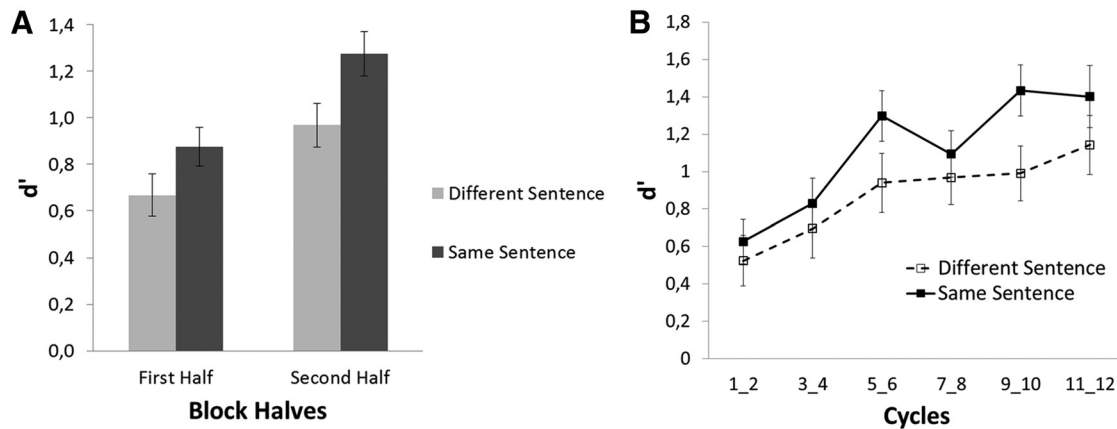 A
1,4
1,2
1,0
0,8
0,6
0,4
0,2
0,0
d'
First Half
Second Half
Block Halves
Different Sentence
Same Sentence
B
1,8
1,6
1,4
1,2
1
0,8
0,6
0,4
0,2
0
d'
Different Sentence
Same Sentence
1_2 3_4 5_6 7_8 9_10 11_12
Cycles